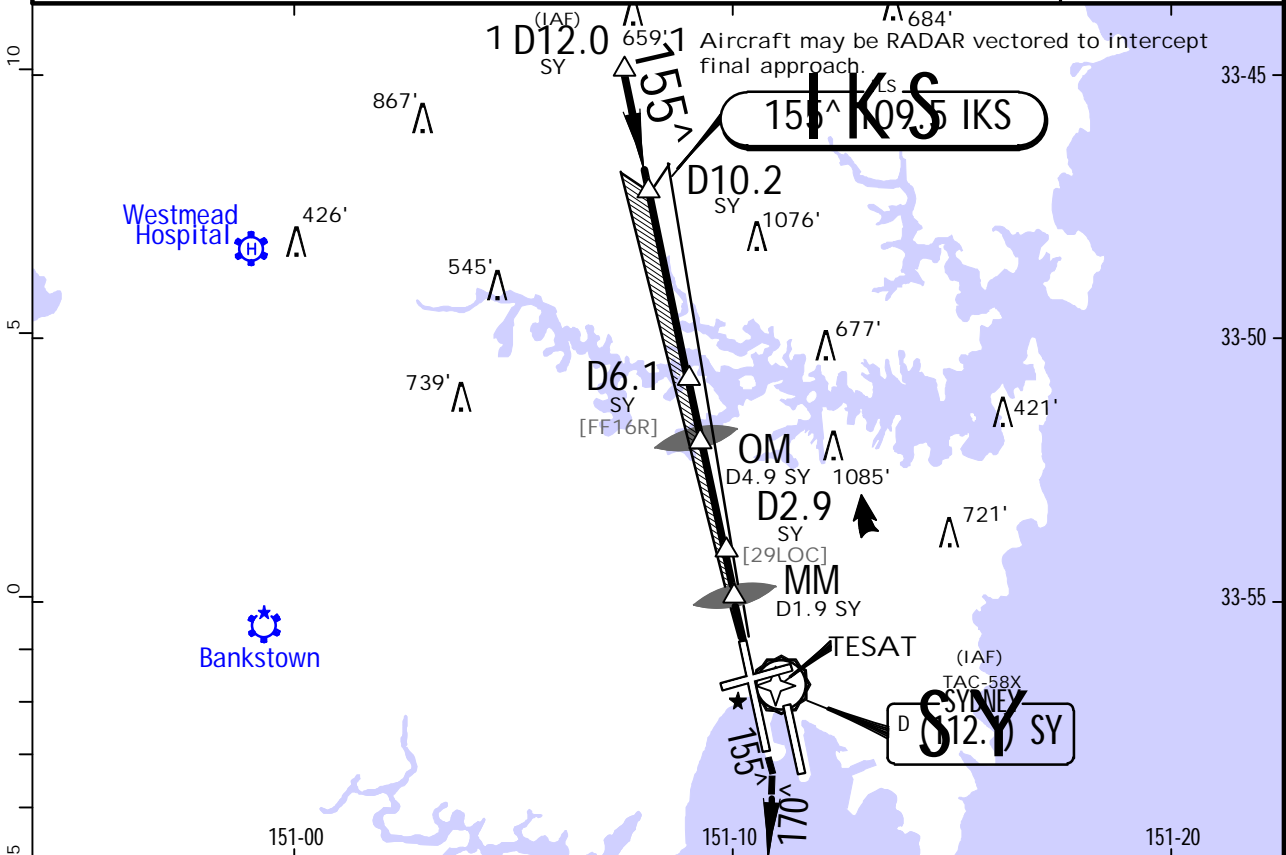 (IAF)
1 D12.0
SY
659'
684'
1 Aircraft may be RADAR vectored to intercept
final approach.
10
33-45
155^
867'
ILS
IKS
155^ 109.5 IKS
D10.2
SY
Westmead
Hospital
H
426'
1076'
545'
677'
5
33-50
D6.1
SY
[FF16R]
739'
421'
OM
D4.9 SY
1085'
D2.9
SY
[29LOC]
721'
MM
D1.9 SY
0
33-55
Bankstown
TESAT
(IAF)
TAC-58X
SYDNEY
SY
D (112.1) SY
155^
170^
151-00
151-10
151-20
5